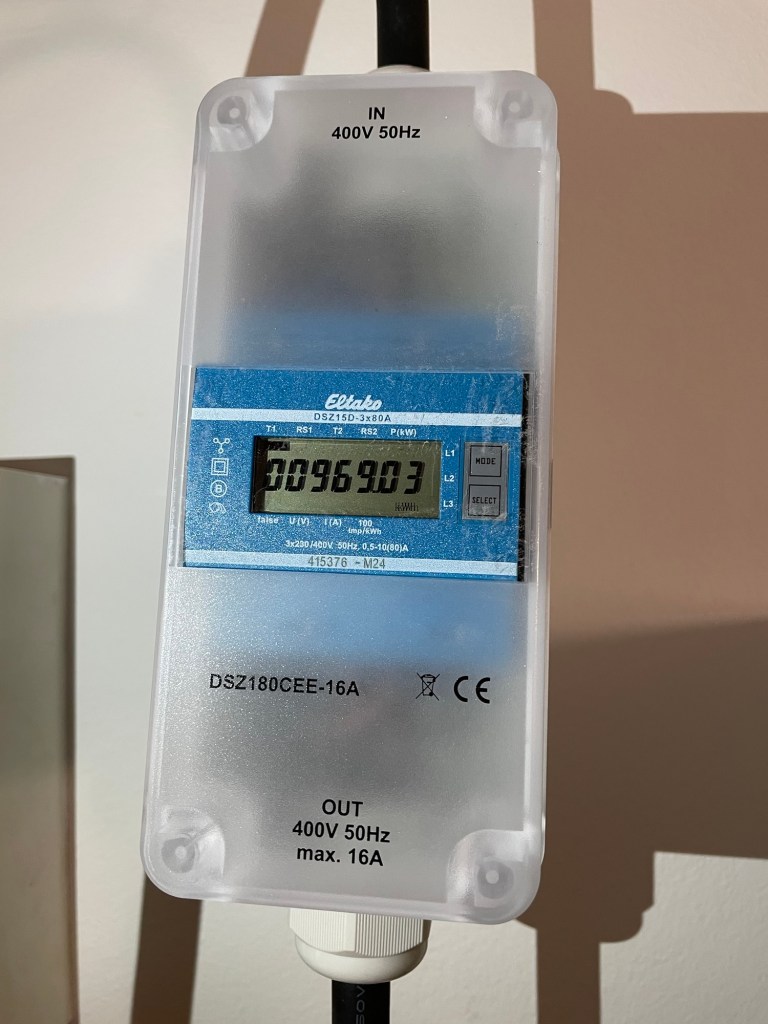 IN
400V 50Hz
Eltako
DSZ15D-3x80A
T1 RS1 T2 RS2 P(kW)
L1
MODE
00969.03
L2
B
SELECT
L3
kWh
false U (V) I (A) 100
Imp/kWh
3x230/400V 50Hz, 0,5-10(80)A
415376 - M24
DSZ180CEE-16A
CE
OUT
400V 50Hz
max. 16A